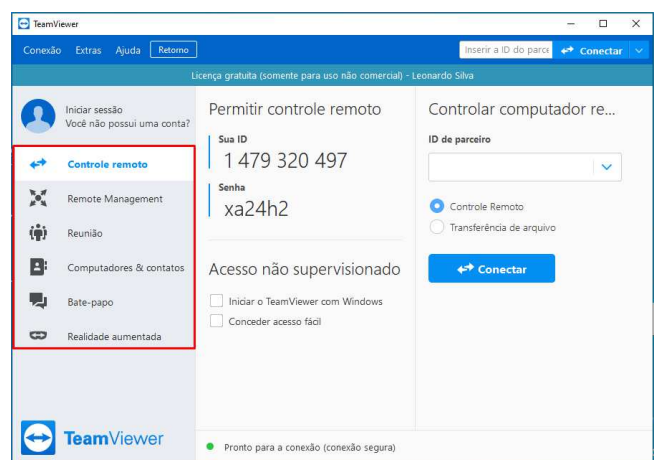 TeamViewer
Conexão Extras Ajuda Retorno
Inserir a ID do parce Conectar
Licença gratuita (somente para uso não comercial) - Leonardo Silva
Iniciar sessão
Você não possui uma conta?
Controle remoto
Remote Management
Reunião
Computadores & contatos
Bate-papo
Realidade aumentada
TeamViewer
Permitir controle remoto
Sua ID
1 479 320 497
Senha
xa24h2
Acesso não supervisionado
Iniciar o TeamViewer com Windows
Conceder acesso fácil
Controlar computador re...
ID de parceiro
Controle Remoto
Transferência de arquivo
Conectar
Pronto para a conexão (conexão segura)